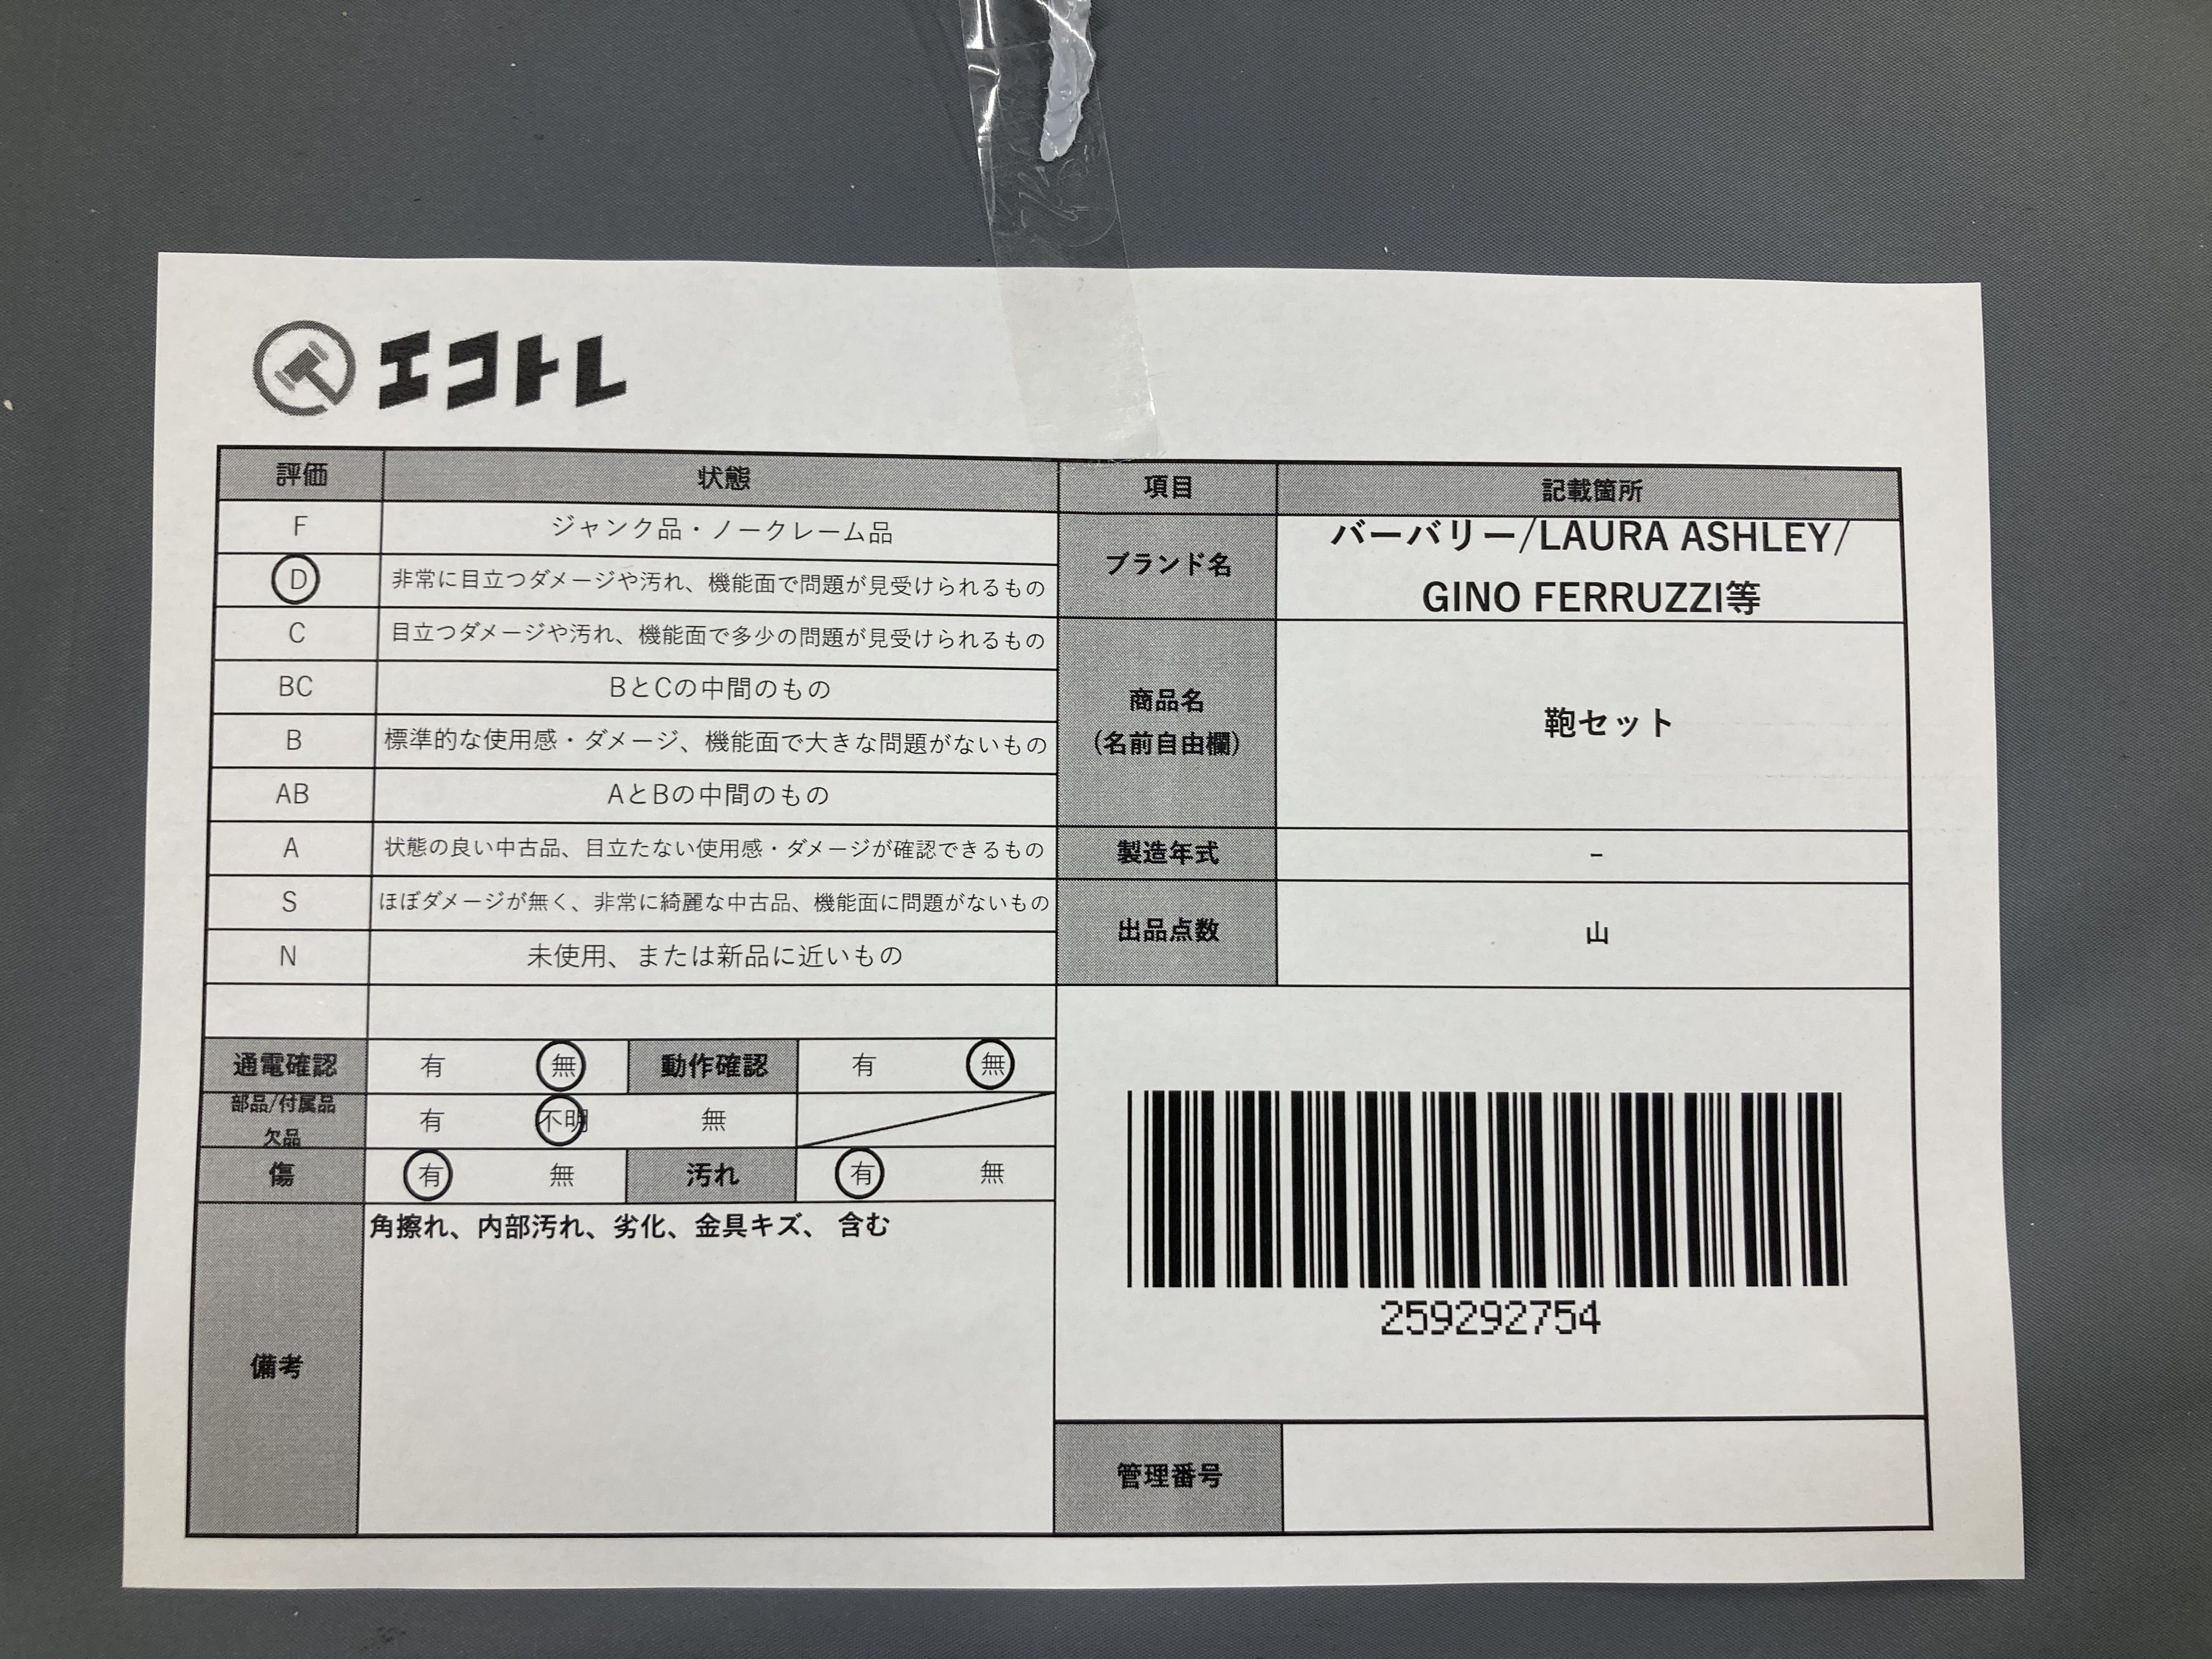 エコトレ
評価 状態 項目 記載箇所
F ジャンク品・ノークレーム品
D 非常に目立つダメージや汚れ、機能面で問題が見受けられるもの
C 目立つダメージや汚れ、機能面で多少の問題が見受けられるもの
BC BとCの中間のもの
B 標準的な使用感・ダメージ、機能面で大きな問題がないもの
AB AとBの中間のもの
A 状態の良い中古品、目立たない使用感・ダメージが確認できるもの
S ほぼダメージが無く、非常に綺麗な中古品、機能面に問題がないもの
N 未使用、または新品に近いもの
ブランド名
バーバリー/LAURA ASHLEY/
GINO FERRUZZI等
商品名
(名前自由欄)
鞄セット
製造年式 -
出品点数 山
通電確認 有 無 動作確認 有 無
部品/付属品
欠品
有 不明 無
傷 有 無 汚れ 有 無
備考
角擦れ、内部汚れ、劣化、金具キズ、 含む
259292754
管理番号